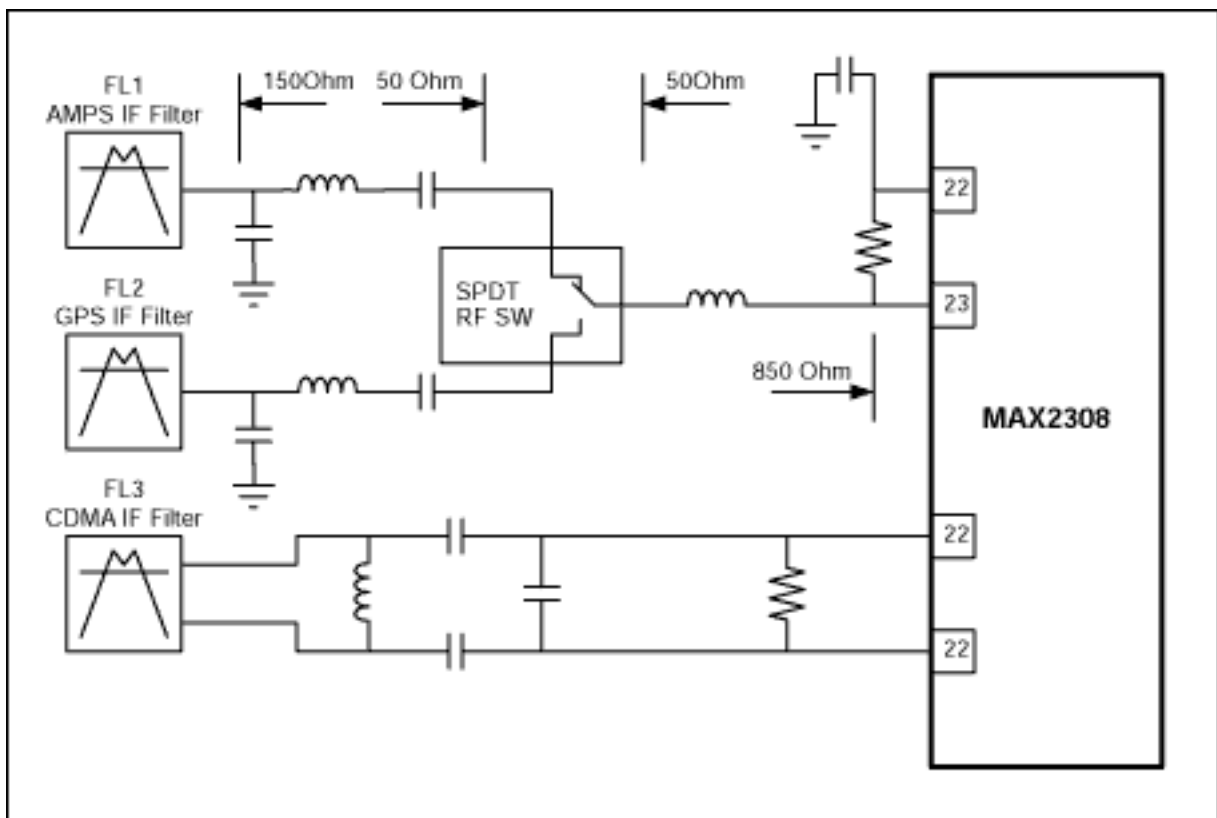 FL1
AMPS IF Filter
150Ohm
50 Ohm
50Ohm
22
FL2
GPS IF Filter
SPDT
RF SW
23
850 Ohm
MAX2308
FL3
CDMA IF Filter
22
22